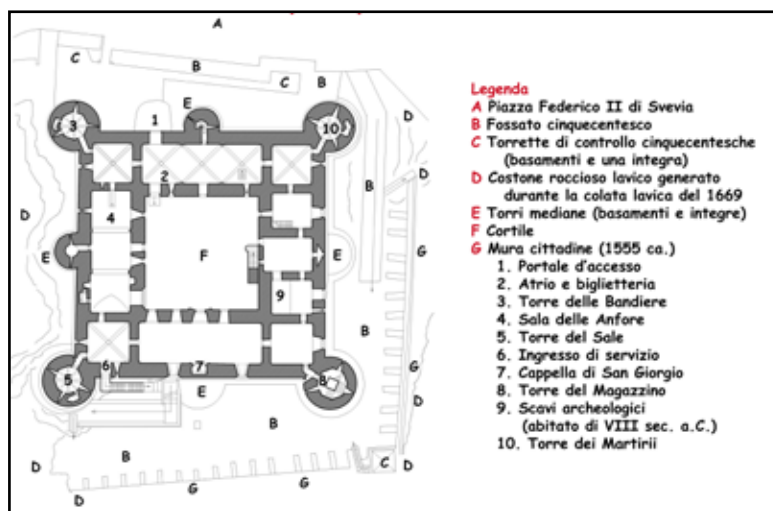 A
C
B
C
B
E
D
3
1
10
2
B
D
4
D
G
E
F
E
9
B
5
6
7
8
G
E
D
B
B
D
C
D
G
G
D
Legenda
A Piazza Federico II di Svevia
B Fossato cinquecentesco
C Torrette di controllo cinquecentesche
(basamenti e una integra)
D Costone roccioso lavico generato
durante la colata lavica del 1669
E Torri mediane (basamenti e integre)
F Cortile
G Mura cittadine (1555 ca.)
1. Portale d'accesso
2. Atrio e biglietteria
3. Torre delle Bandiere
4. Sala delle Anfore
5. Torre del Sale
6. Ingresso di servizio
7. Cappella di San Giorgio
8. Torre del Magazzino
9. Scavi archeologici
(abitato di VIII sec. a.C.)
10. Torre dei Martirii